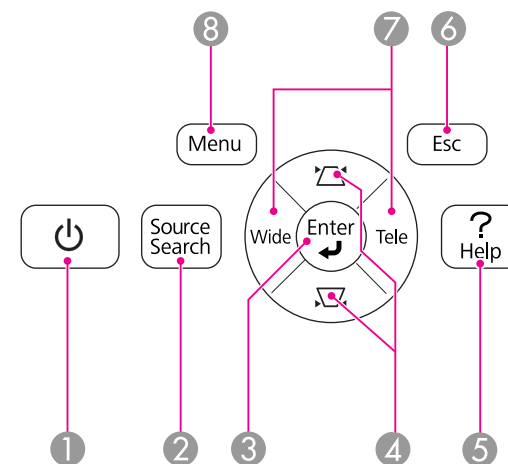 8 7 6
Menu
Esc
Source
Search
Wide
Enter
Tele
?
Help
1 2 3 4 5